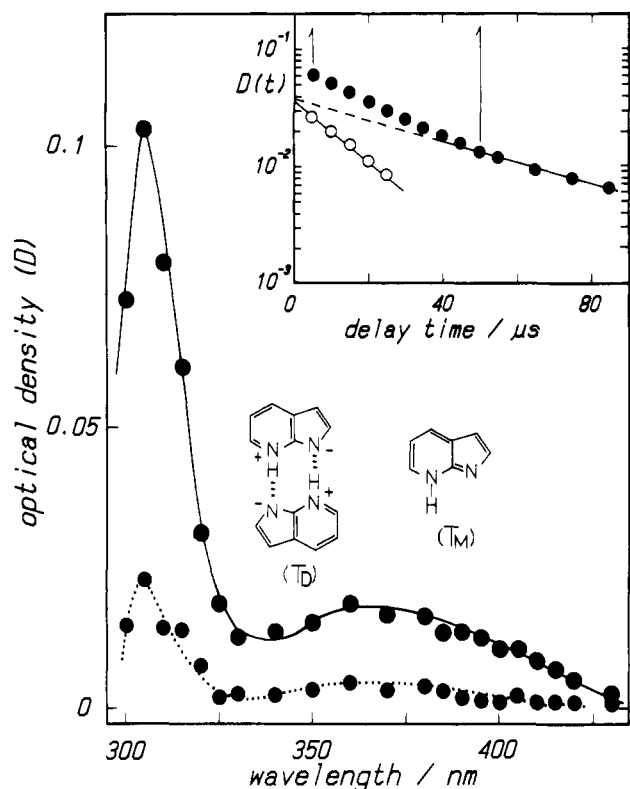 0.1
0.05
0
optical density (D)
300
350
400
wavelength / nm
10⁻¹
D(t)
10⁻²
10⁻³
0
40
80
delay time / μs
+ N N -
H H
- N N +
(T_D)
N N
H
(T_M)